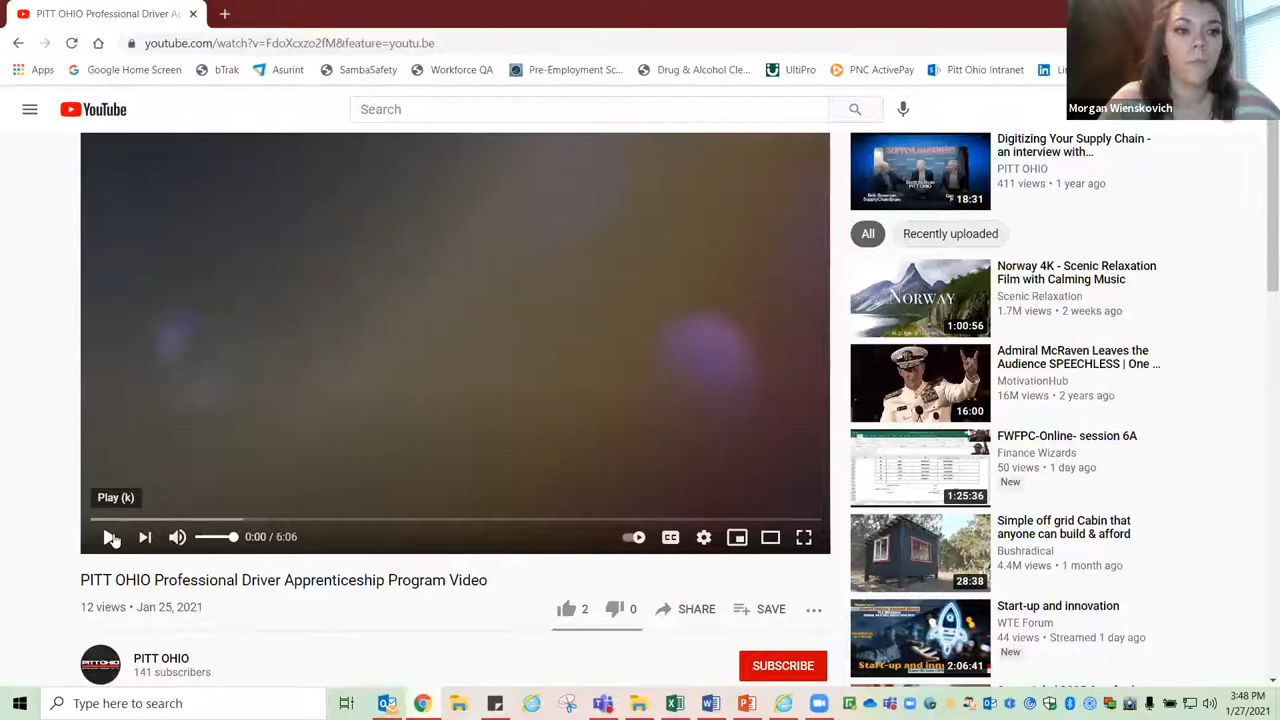 PITT OHIO Professional Driver A
youtube.com/watch?v=FdoXcxzo2fM&feature=youtu.be
Apps
Google Home Screen
bTrak
Asurint
Sambasafety
Workforce QA
Pre-Employment Sc...
Drug & Alcohol Cle...
UltiPro
PNC ActivePay
Pitt Ohio Intranet
Morgan Wienskovich
YouTube
Search
Digitizing Your Supply Chain -
an interview with...
PITT OHIO
411 views • 1 year ago
18:31
All
Recently uploaded
Norway 4K - Scenic Relaxation
Film with Calming Music
Scenic Relaxation
1.7M views • 2 weeks ago
NORWAY
1:00:56
Admiral McRaven Leaves the
Audience SPEECHLESS | One ...
MotivationHub
16M views • 2 years ago
16:00
FWFPC-Online- session 6A
Finance Wizards
50 views • 1 day ago
New
1:25:36
Simple off grid Cabin that
anyone can build & afford
Bushradical
4.4M views • 1 month ago
28:38
Start-up and innovation
WTE Forum
44 views • Streamed 1 day ago
New
2:06:41
Play (k)
0:00 / 6:06
PITT OHIO Professional Driver Apprenticeship Program Video
12 views • Jan 25, 2021
2
0
SHARE
SAVE
PITT OHIO
141 subscribers
SUBSCRIBE
Type here to search
3:48 PM
1/27/2021